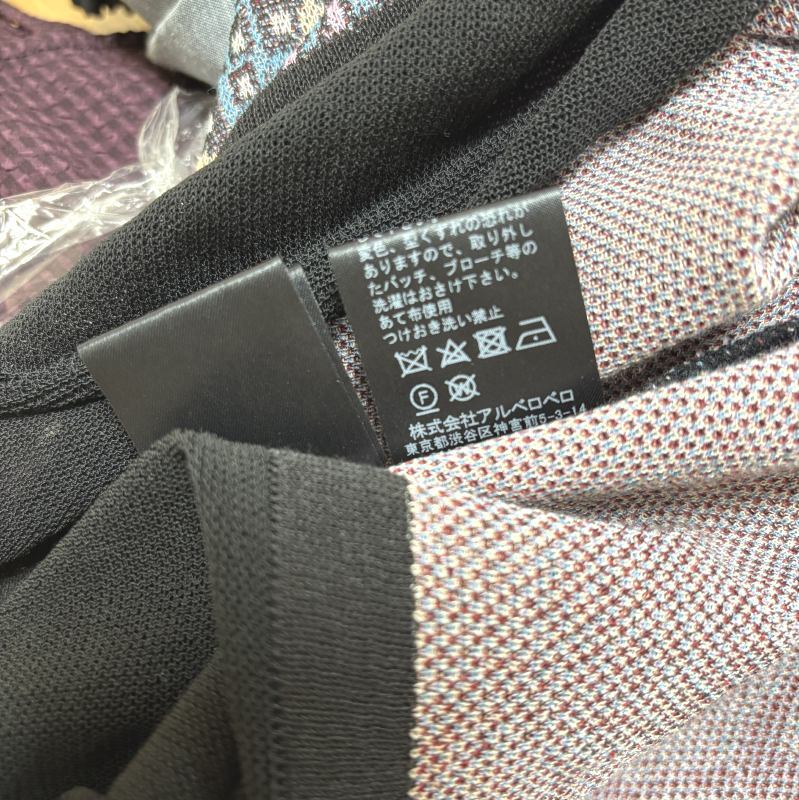 変色、型くずれの恐れが
ありますので、取り外し
たパッチ、ブローチ等の
洗濯はおさけ下さい。
あて布使用
つけおき洗い禁止
F
株式会社アルベロベロ
東京都渋谷区神宮前5-3-14